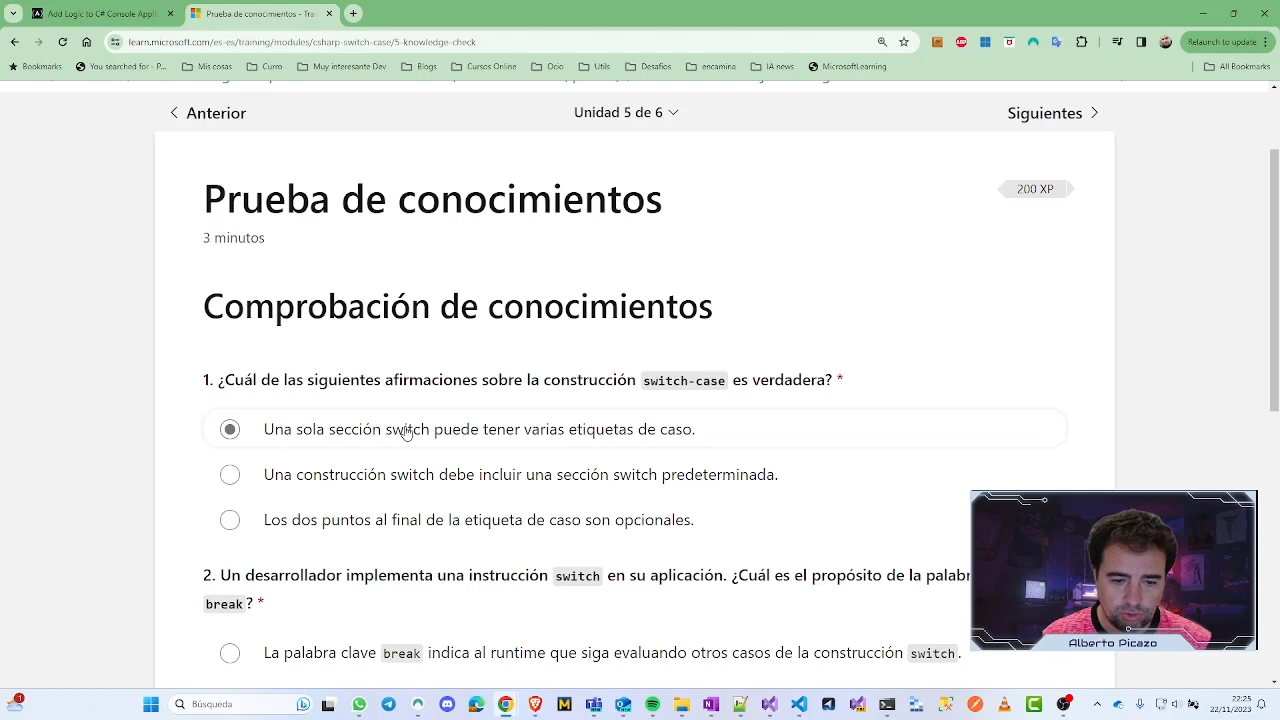 Add Logic to C# Console Appli
Prueba de conocimientos - Trai
learn.microsoft.com/es-es/training/modules/csharp-switch-case/5-knowledge-check
Relaunch to update
Bookmarks
You searched for - P...
Mis cosas
Curro
Muy interesante Dev
Blogs
Cursos Online
Ocio
Utils
Desafios
encamina
IA news
MicrosoftLearning
All Bookmarks
Anterior
Unidad 5 de 6
Siguientes
Prueba de conocimientos
200 XP
3 minutos
Comprobación de conocimientos
1. ¿Cuál de las siguientes afirmaciones sobre la construcción switch-case es verdadera? *
Una sola sección switch puede tener varias etiquetas de caso.
Una construcción switch debe incluir una sección switch predeterminada.
Los dos puntos al final de la etiqueta de caso son opcionales.
2. Un desarrollador implementa una instrucción switch en su aplicación. ¿Cuál es el propósito de la palabr
break? *
La palabra clave break indica al runtime que siga evaluando otros casos de la construcción switch.
Alberto Picazo
1
Búsqueda
22:25
22/11/2023